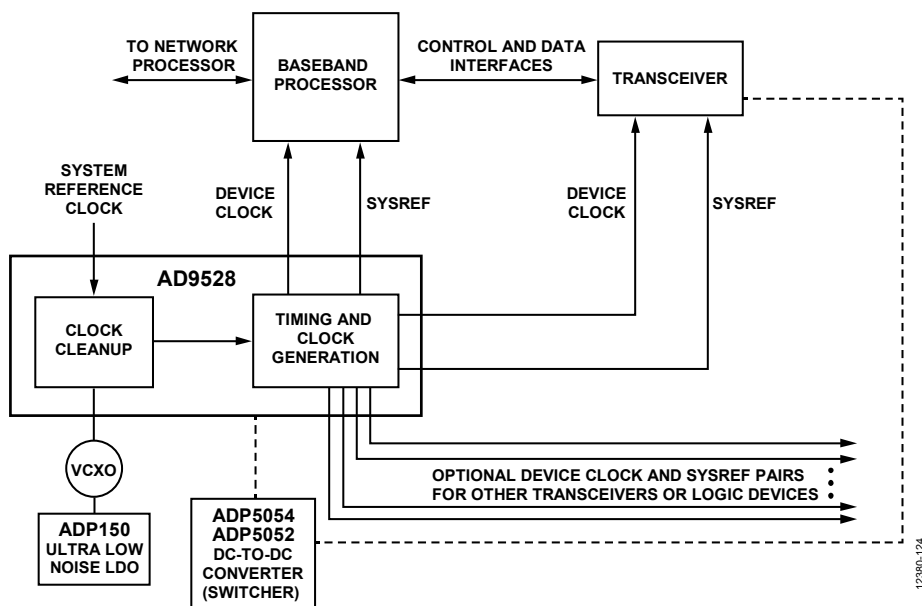 TO NETWORK
PROCESSOR
BASEBAND
PROCESSOR
CONTROL AND DATA
INTERFACES
TRANSCEIVER
SYSTEM
REFERENCE
CLOCK
DEVICE
CLOCK
SYSREF
DEVICE
CLOCK
SYSREF
AD9528
CLOCK
CLEANUP
TIMING AND
CLOCK
GENERATION
VCXO
ADP150
ULTRA LOW
NOISE LDO
ADP5054
ADP5052
DC-TO-DC
CONVERTER
(SWITCHER)
OPTIONAL DEVICE CLOCK AND SYSREF PAIRS
FOR OTHER TRANSCEIVERS OR LOGIC DEVICES
12380-124